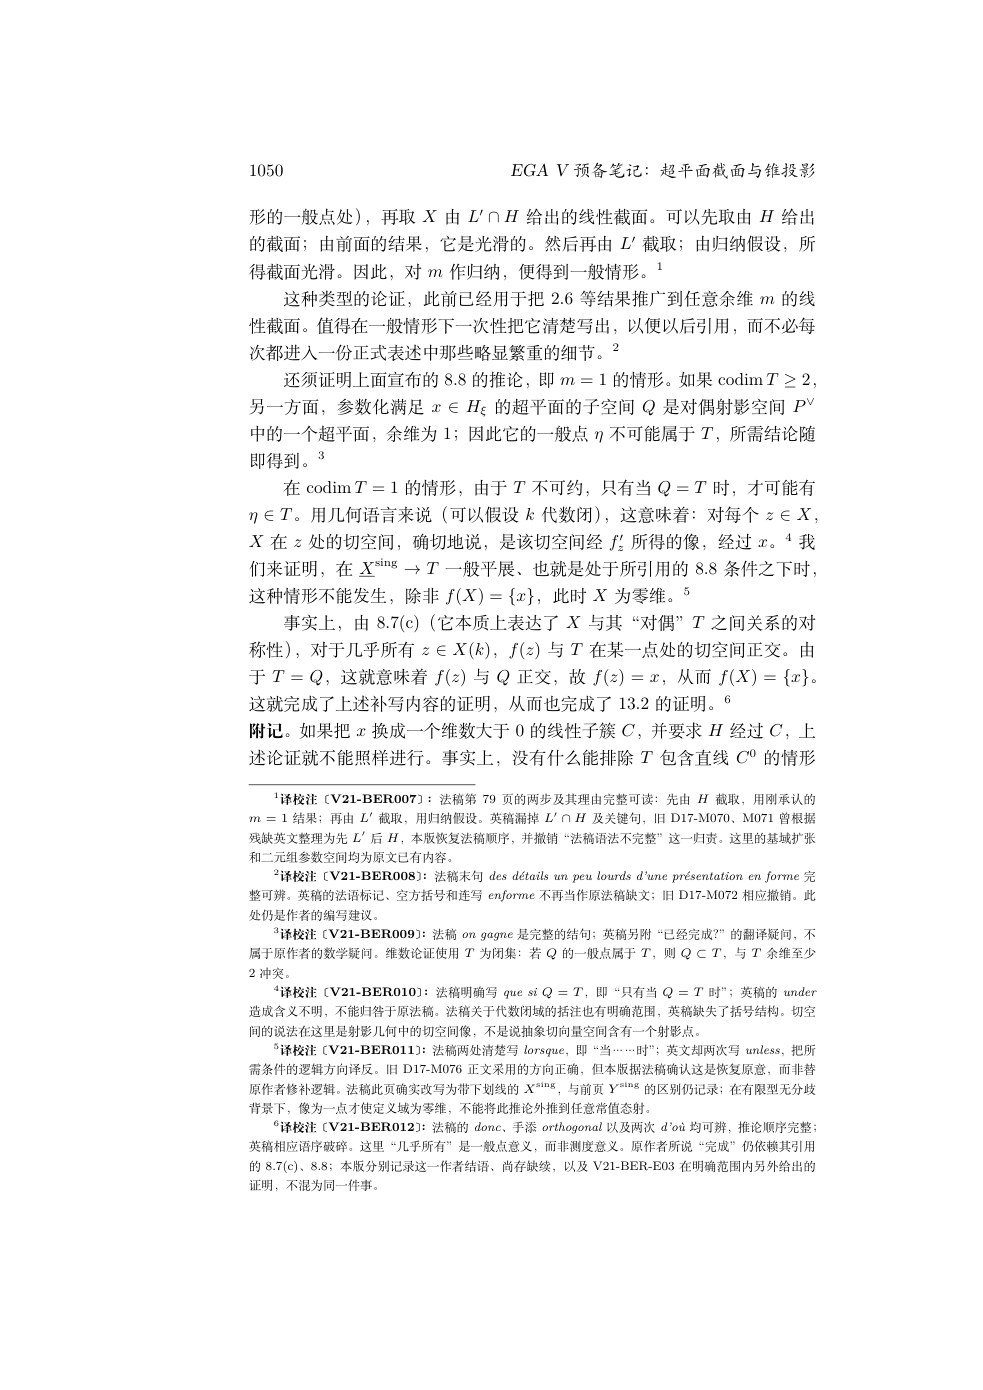 1050 EGA V 预备笔记：超平面截面与锥投影
形的一般点处），再取 X 由 L′ ∩ H 给出的线性截面。可以先取由 H 给出
的截面；由前面的结果，它是光滑的。然后再由 L′ 截取；由归纳假设，所
得截面光滑。因此，对 m 作归纳，便得到一般情形。¹
这种类型的论证，此前已经用于把 2.6 等结果推广到任意余维 m 的线
性截面。值得在一般情形下一次性把它清楚写出，以便以后引用，而不必每
次都进入一份正式表述中那些略显繁重的细节。²
还须证明上面宣布的 8.8 的推论，即 m = 1 的情形。如果 codim T ≥ 2，
另一方面，参数化满足 x ∈ H_ξ 的超平面的子空间 Q 是对偶射影空间 P^∨
中的一个超平面，余维为 1；因此它的一般点 η 不可能属于 T，所需结论随
即得到。³
在 codim T = 1 的情形，由于 T 不可约，只有当 Q = T 时，才可能有
η ∈ T。用几何语言来说（可以假设 k 代数闭），这意味着：对每个 z ∈ X，
X 在 z 处的切空间，确切地说，是该切空间经 f′_z 所得的像，经过 x。⁴ 我
们来证明，在 X^sing → T 一般平展、也就是处于所引用的 8.8 条件之下时，
这种情形不能发生，除非 f(X) = {x}，此时 X 为零维。⁵
事实上，由 8.7(c)（它本质上表达了 X 与其 “对偶” T 之间关系的对
称性），对于几乎所有 z ∈ X(k)，f(z) 与 T 在某一点处的切空间正交。由
于 T = Q，这就意味着 f(z) 与 Q 正交，故 f(z) = x，从而 f(X) = {x}。
这就完成了上述补写内容的证明，从而也完成了 13.2 的证明。⁶
附记。如果把 x 换成一个维数大于 0 的线性子簇 C，并要求 H 经过 C，上
述论证就不能照样进行。事实上，没有什么能排除 T 包含直线 C⁰ 的情形
¹译校注〔V21-BER007〕：法稿第 79 页的两步及其理由完整可读：先由 H 截取，用刚承认的
m = 1 结果；再由 L′ 截取，用归纳假设。英稿漏掉 L′ ∩ H 及关键句，旧 D17-M070、M071 曾根据
残缺英文整理为先 L′ 后 H，本版恢复法稿顺序，并撤销 “法稿语法不完整” 这一归责。这里的基域扩张
和二元组参数空间均为原文已有内容。
²译校注〔V21-BER008〕：法稿末句 des détails un peu lourds d’une présentation en forme 完
整可辨。英稿的法语标记、空方括号和连写 enforme 不再当作原法稿缺文；旧 D17-M072 相应撤销。此
处仍是作者的编写建议。
³译校注〔V21-BER009〕：法稿 on gagne 是完整的结句；英稿另附 “已经完成?” 的翻译疑问，不
属于原作者的数学疑问。维数论证使用 T 为闭集：若 Q 的一般点属于 T，则 Q ⊂ T，与 T 余维至少
2 冲突。
⁴译校注〔V21-BER010〕：法稿明确写 que si Q = T，即 “只有当 Q = T 时”；英稿的 under
造成含义不明，不能归咎于原法稿。法稿关于代数闭域的括注也有明确范围，英稿缺失了括号结构。切空
间的说法在这里是射影几何中的切空间像，不是说抽象切向量空间含有一个射影点。
⁵译校注〔V21-BER011〕：法稿两处清楚写 lorsque，即 “当……时”；英文却两次写 unless，把所
需条件的逻辑方向译反。旧 D17-M076 正文采用的方向正确，但本版据法稿确认这是恢复原意，而非替
原作者修补逻辑。法稿此页确实改写为带下划线的 X^sing，与前页 Y^sing 的区别仍记录；在有限型无分歧
背景下，像为一点才使定义域为零维，不能将此推论外推到任意常值态射。
⁶译校注〔V21-BER012〕：法稿的 donc、手添 orthogonal 以及两次 d’où 均可辨，推论顺序完整；
英稿相应语序破碎。这里 “几乎所有” 是一般点意义，而非测度意义。原作者所说 “完成” 仍依赖其引用
的 8.7(c)、8.8；本版分别记录这一作者结语、尚存缺续，以及 V21-BER-E03 在明确范围内另外给出的
证明，不混为同一件事。